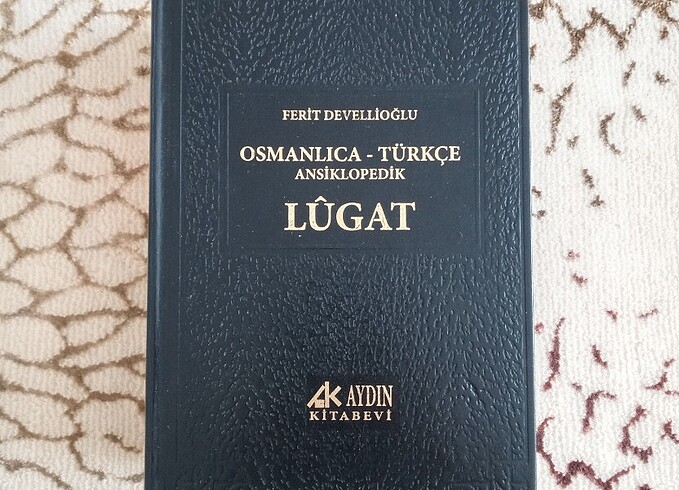 FERİT DEVELLİOĞLU
OSMANLICA - TÜRKÇE
ANSİKLOPEDİK
LÛGAT
AK AYDIN
KİTABEVİ